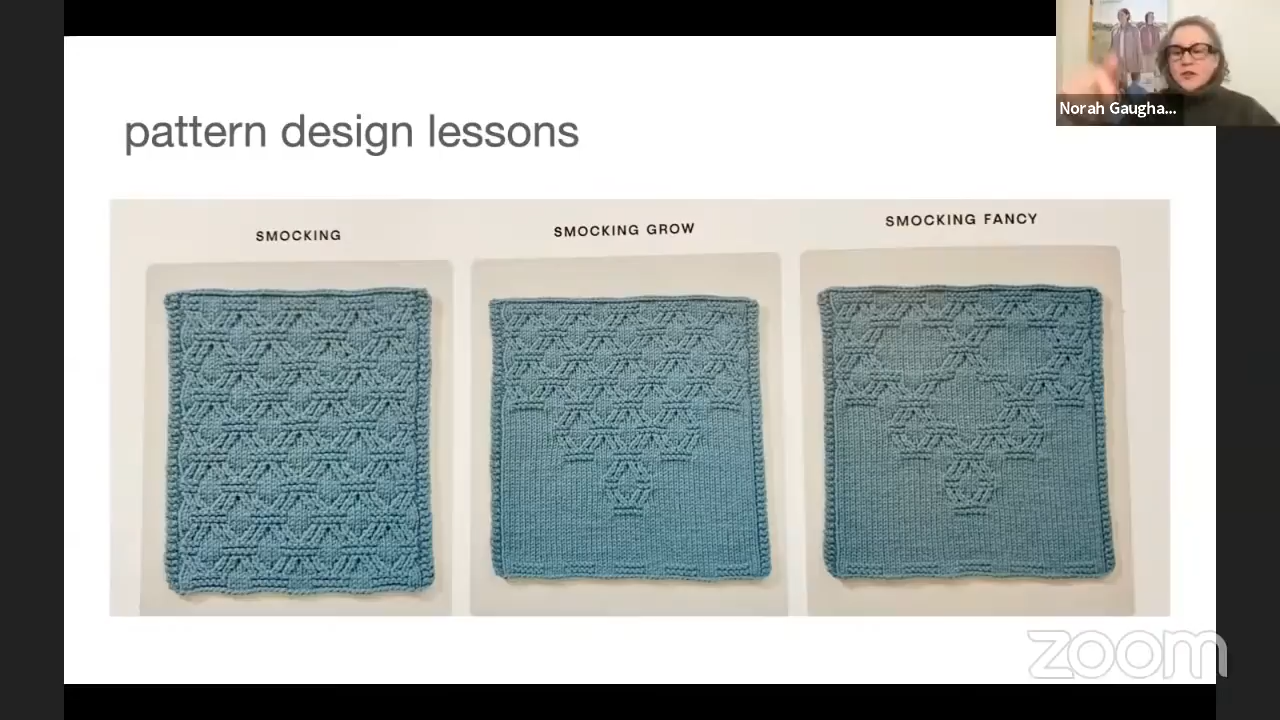 Norah Gaugha...
pattern design lessons
SMOCKING
SMOCKING GROW
SMOCKING FANCY
zoom